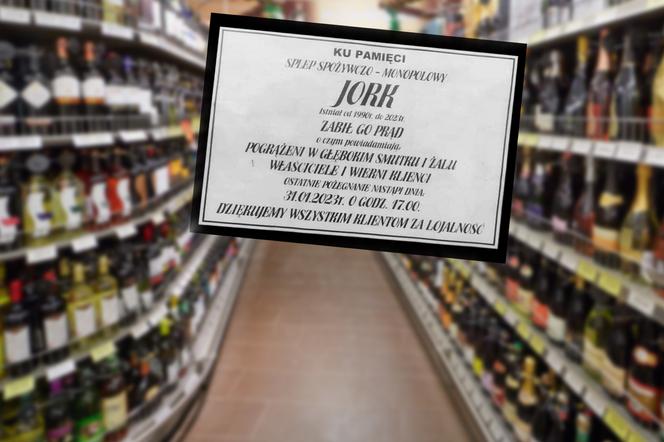 KU PAMIĘCI
SPLEP SPOŻYWCZO - MONOPOLOWY
JORK
Istniał od 1990r. do 2023r.
ZABIŁ GO PRĄD
o czym powiadamiają
POGRĄŻENI W GŁĘBOKIM SMUTKU I ŻALU
WŁAŚCICIELE I WIERNI KLIENCI
OSTATNIE POŻEGNANIE NASTĄPI DNIA:
31.01.2023r. O GODZ. 17.00.
DZIĘKUJEMY WSZYSTKIM KLIENTOM ZA LOJALNOŚĆ